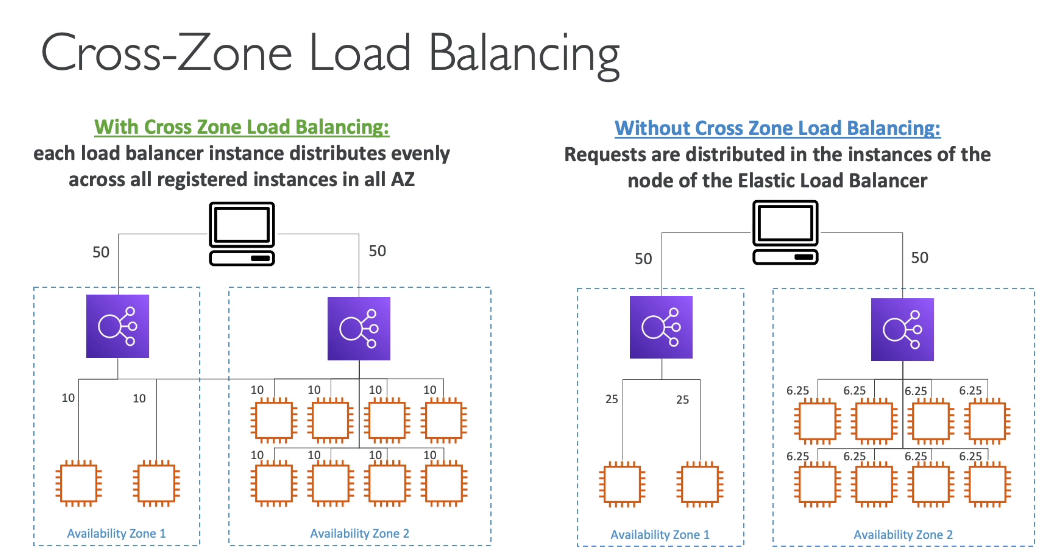 Cross-Zone Load Balancing
With Cross Zone Load Balancing:
each load balancer instance distributes evenly
across all registered instances in all AZ
50
50
10
10
10
10
10
10
10
10
10
10
Availability Zone 1
Availability Zone 2
Without Cross Zone Load Balancing:
Requests are distributed in the instances of the
node of the Elastic Load Balancer
50
50
25
25
6.25
6.25
6.25
6.25
6.25
6.25
6.25
6.25
Availability Zone 1
Availability Zone 2